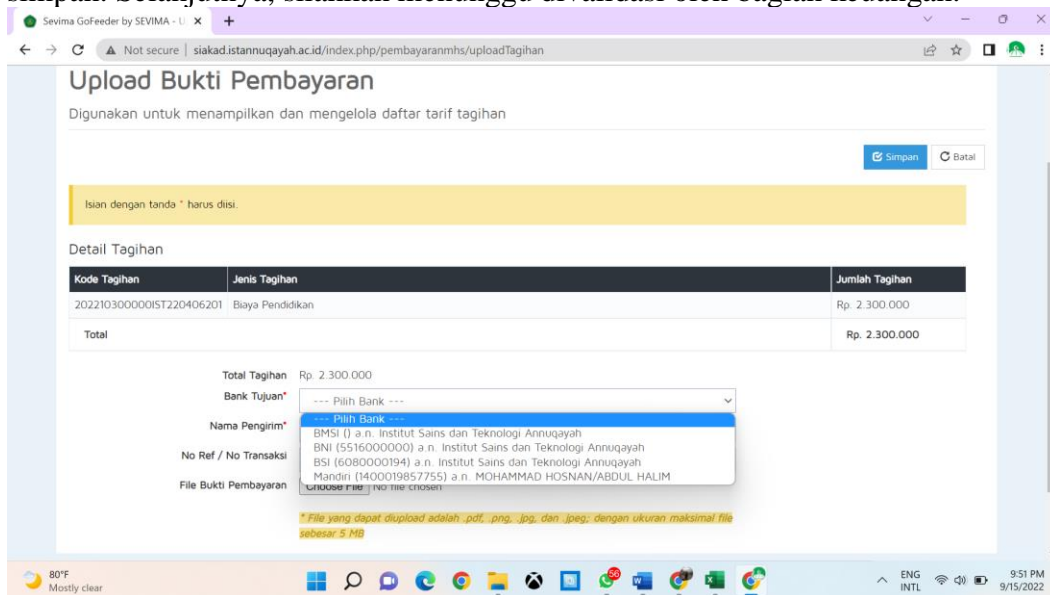 simpan. Selanjutnya, silahkan menunggu divalidasi oleh bagian keuangan.
Sevima GoFeeder by SEVIMA - U
Not secure | siakad.istannuqayah.ac.id/index.php/pembayaranmhs/uploadTagihan
Upload Bukti Pembayaran
Digunakan untuk menampilkan dan mengelola daftar tarif tagihan
Simpan Batal
Isian dengan tanda * harus diisi.
Detail Tagihan
Kode Tagihan Jenis Tagihan Jumlah Tagihan
202210300000IST220406201 Biaya Pendidikan Rp. 2.300.000
Total Rp. 2.300.000
Total Tagihan Rp. 2.300.000
Bank Tujuan* --- Pilih Bank ---
--- Pilih Bank ---
Nama Pengirim* BMSI () a.n. Institut Sains dan Teknologi Annuqayah
BNI (5516000000) a.n. Institut Sains dan Teknologi Annuqayah
No Ref / No Transaksi BSI (6080000194) a.n. Institut Sains dan Teknologi Annuqayah
Mandiri (1400019857755) a.n. MOHAMMAD HOSNAN/ABDUL HALIM
File Bukti Pembayaran Choose File No file chosen
* File yang dapat diupload adalah .pdf, .png, .jpg, dan .jpeg; dengan ukuran maksimal file
sebesar 5 MB
80°F
Mostly clear
56
ENG
INTL
9:51 PM
9/15/2022